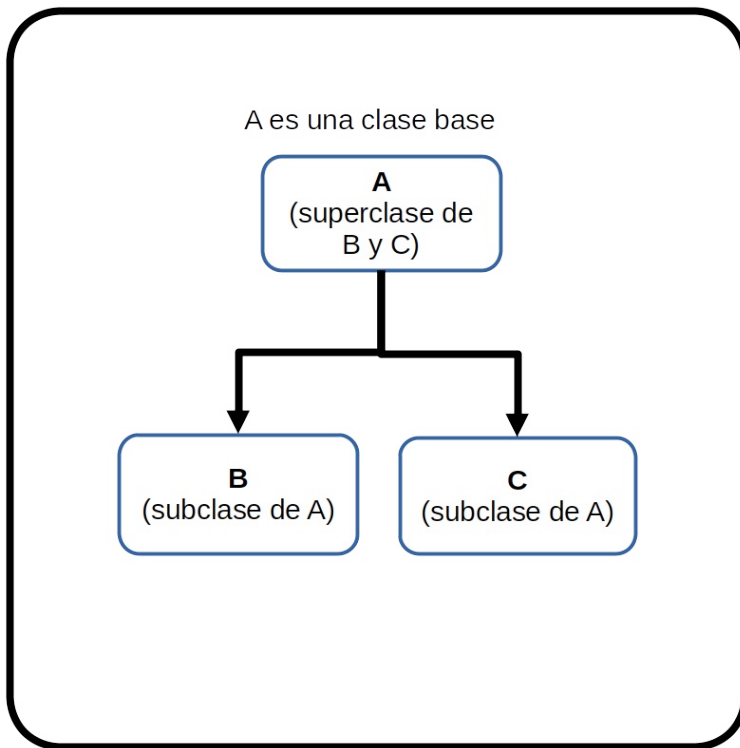 A es una clase base
A
(superclase de
B y C)
B
(subclase de A)
C
(subclase de A)